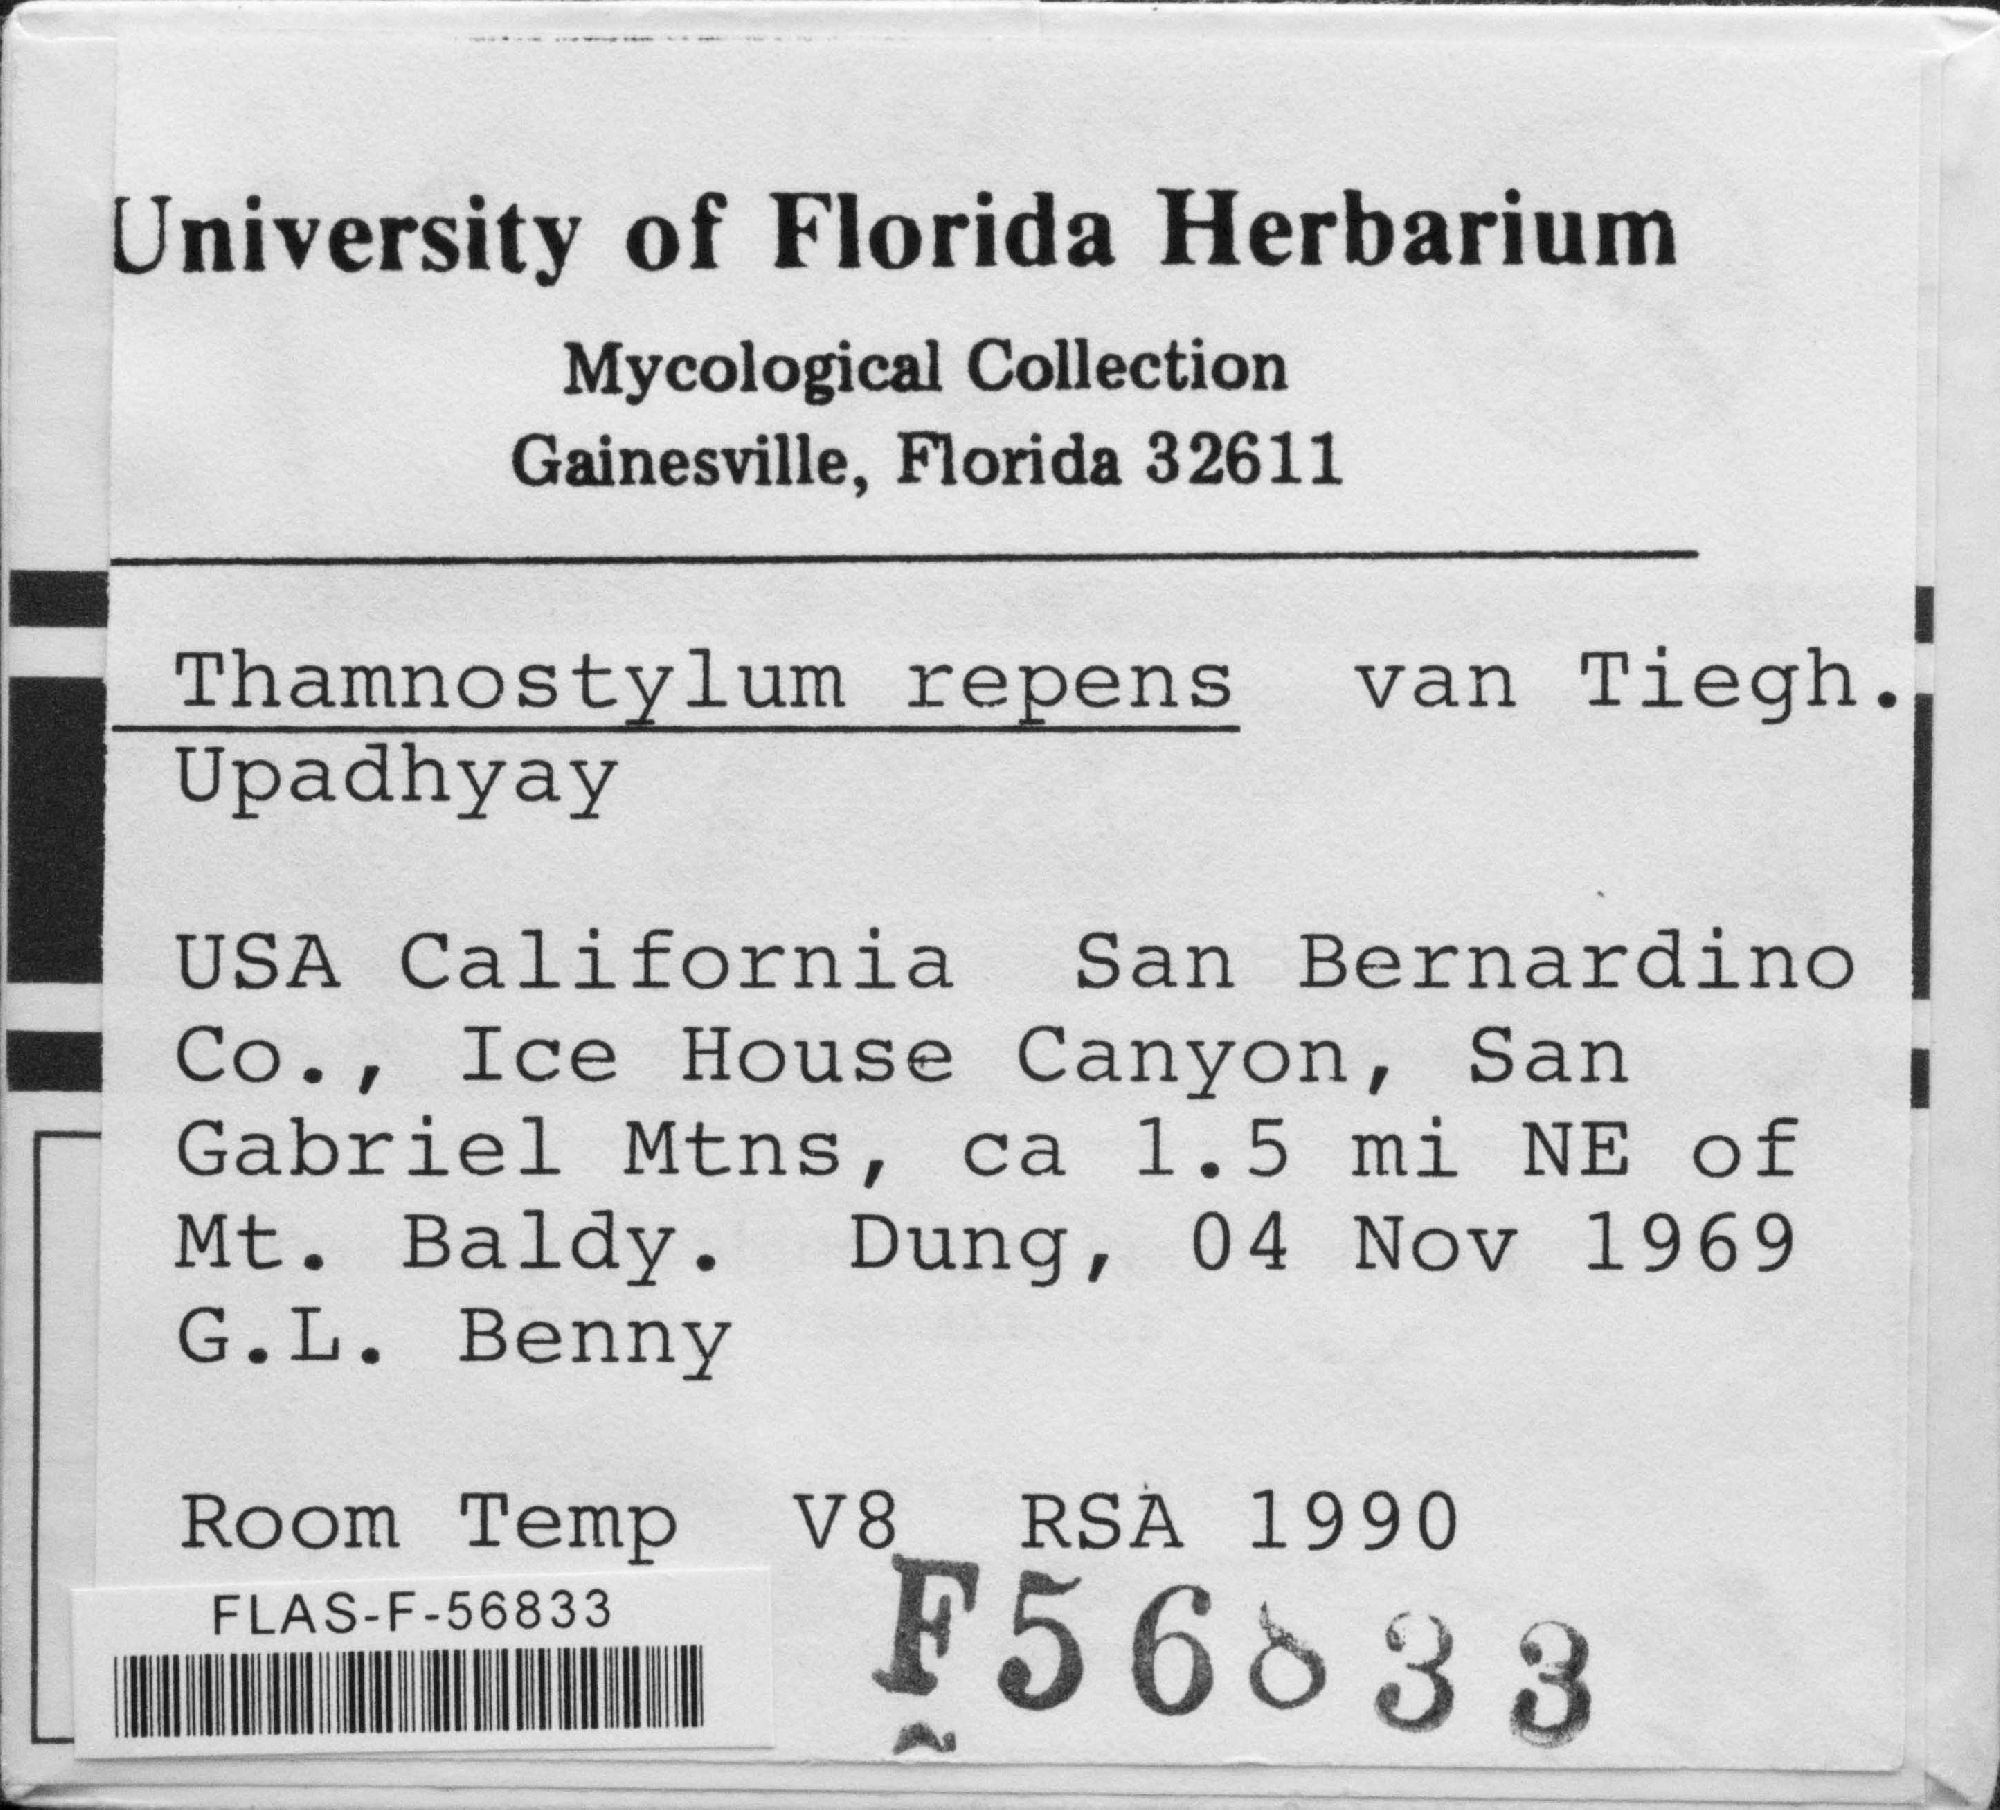 University of Florida Herbarium
Mycological Collection
Gainesville, Florida 32611
Thamnostylum repens van Tiegh.
Upadhyay
USA California San Bernardino
Co., Ice House Canyon, San
Gabriel Mtns, ca 1.5 mi NE of
Mt. Baldy. Dung, 04 Nov 1969
G.L. Benny
Room Temp V8 RSA 1990
FLAS-F-56833
F56833